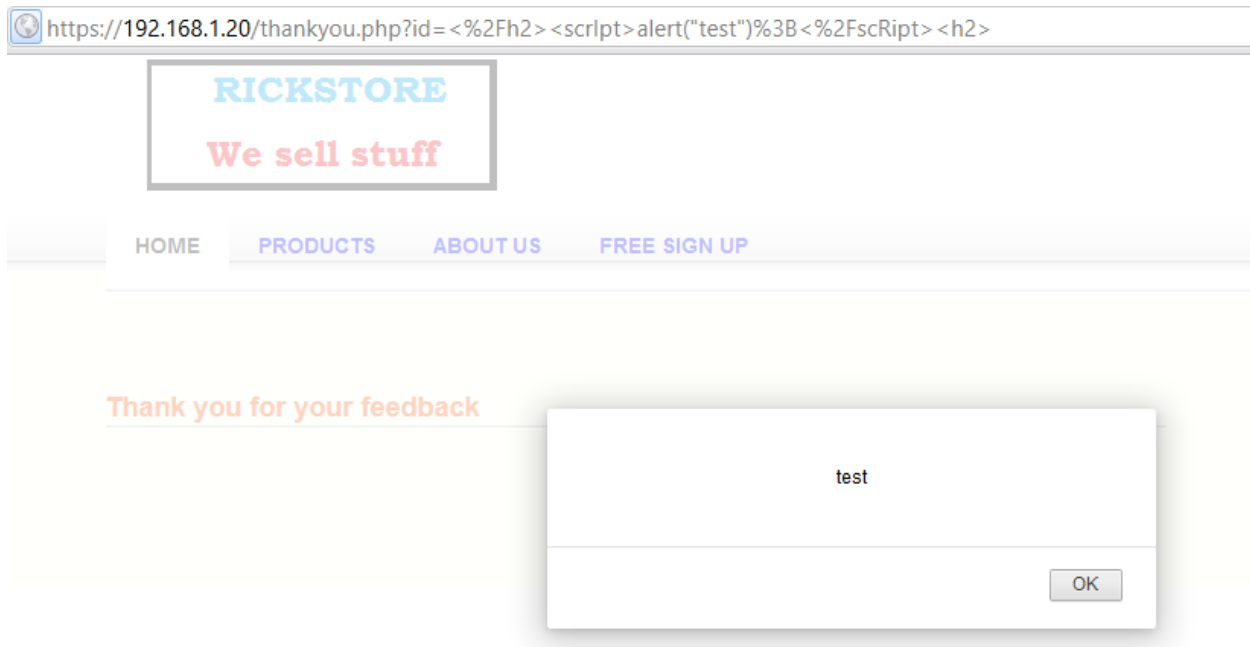 https://192.168.1.20/thankyou.php?id=<%2Fh2><scrIpt>alert("test")%3B<%2FscRipt><h2>
RICKSTORE
We sell stuff
HOME PRODUCTS ABOUT US FREE SIGN UP
Thank you for your feedback
test
OK